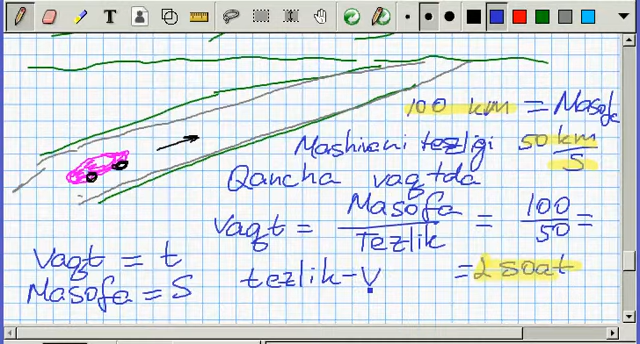 100 km = Masofa
Mashinani tezligi 50 km/S
Qancha vaqtda
vaqt = Masofa/Tezlik = 100/50 =
= 2 soat
vaqt = t
Masofa = S
tezlik - V